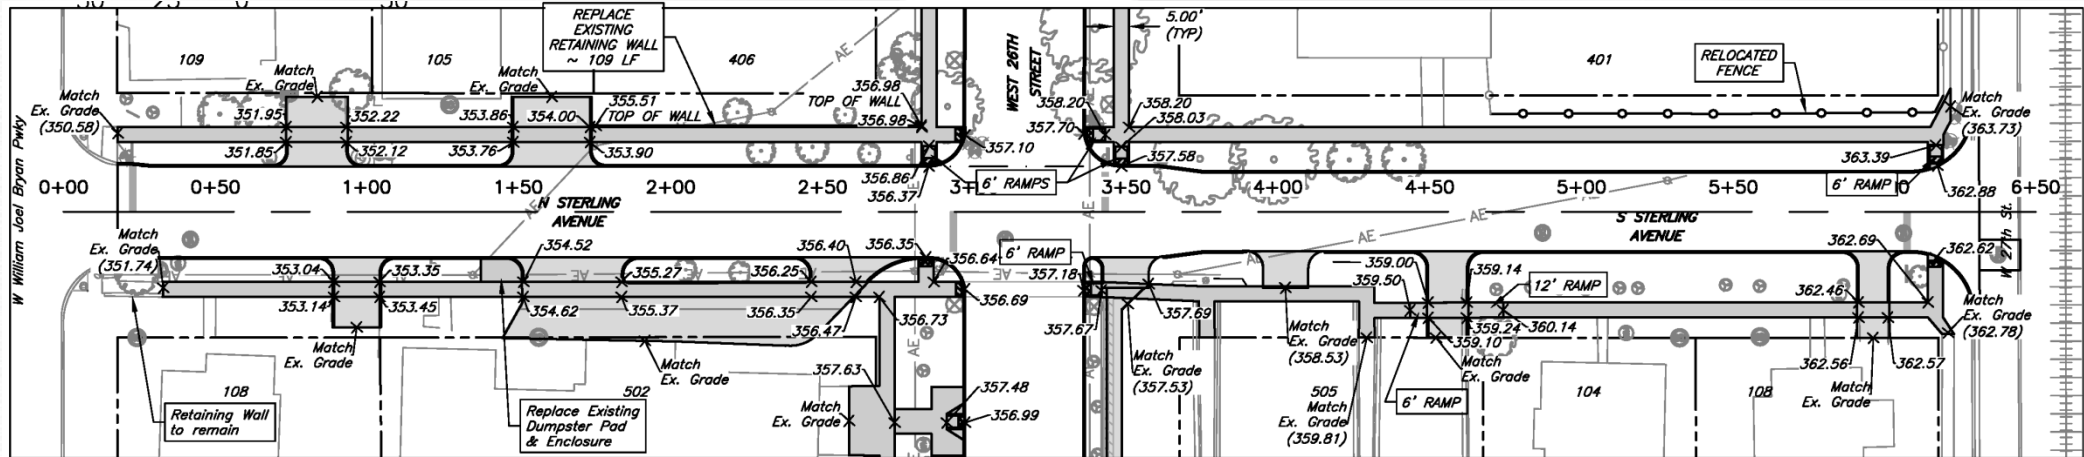 REPLACE
EXISTING
RETAINING WALL
~ 109 LF
5.00'
(TYP)
WEST 26TH
STREET
109
105
406
401
RELOCATED
FENCE
AE
Match
Ex. Grade
Match
Ex. Grade
Match
Ex. Grade
(350.58)
351.95
352.22
353.86
354.00
355.51
TOP OF WALL
356.98
TOP OF WALL
356.98
358.20
358.20
358.03
Match
Ex. Grade
(363.73)
351.85
352.12
353.76
353.90
357.10
357.70
357.58
363.39
356.86
356.37
6' RAMPS
6' RAMP
362.88
W William Joel Bryan Pwky
0+00
0+50
1+00
1+50
2+00
2+50
3+50
4+00
4+50
5+00
5+50
6+50
N STERLING
AVENUE
S STERLING
AVENUE
AE
AE
AE
AE
AE
W 27th St.
Match
Ex. Grade
(351.74)
353.04
353.35
354.52
355.27
356.25
356.40
356.35
356.64
6' RAMP
357.18
359.00
359.50
359.14
12' RAMP
362.69
362.62
362.46
AE
AE
AE
353.14
353.45
354.62
355.37
356.35
356.47
356.73
356.69
357.67
357.69
359.24
359.10
360.14
Match
Ex. Grade
(362.78)
Match
Ex. Grade
Match
Ex. Grade
357.63
Match
Ex. Grade
(357.53)
Match
Ex. Grade
(358.53)
Match
Ex. Grade
362.56
362.57
108
502
505
104
108
Retaining Wall
to remain
Replace Existing
Dumpster Pad
& Enclosure
Match
Ex. Grade
357.48
356.99
AE
AE
Match
Ex. Grade
(359.81)
6' RAMP
Match
Ex. Grade